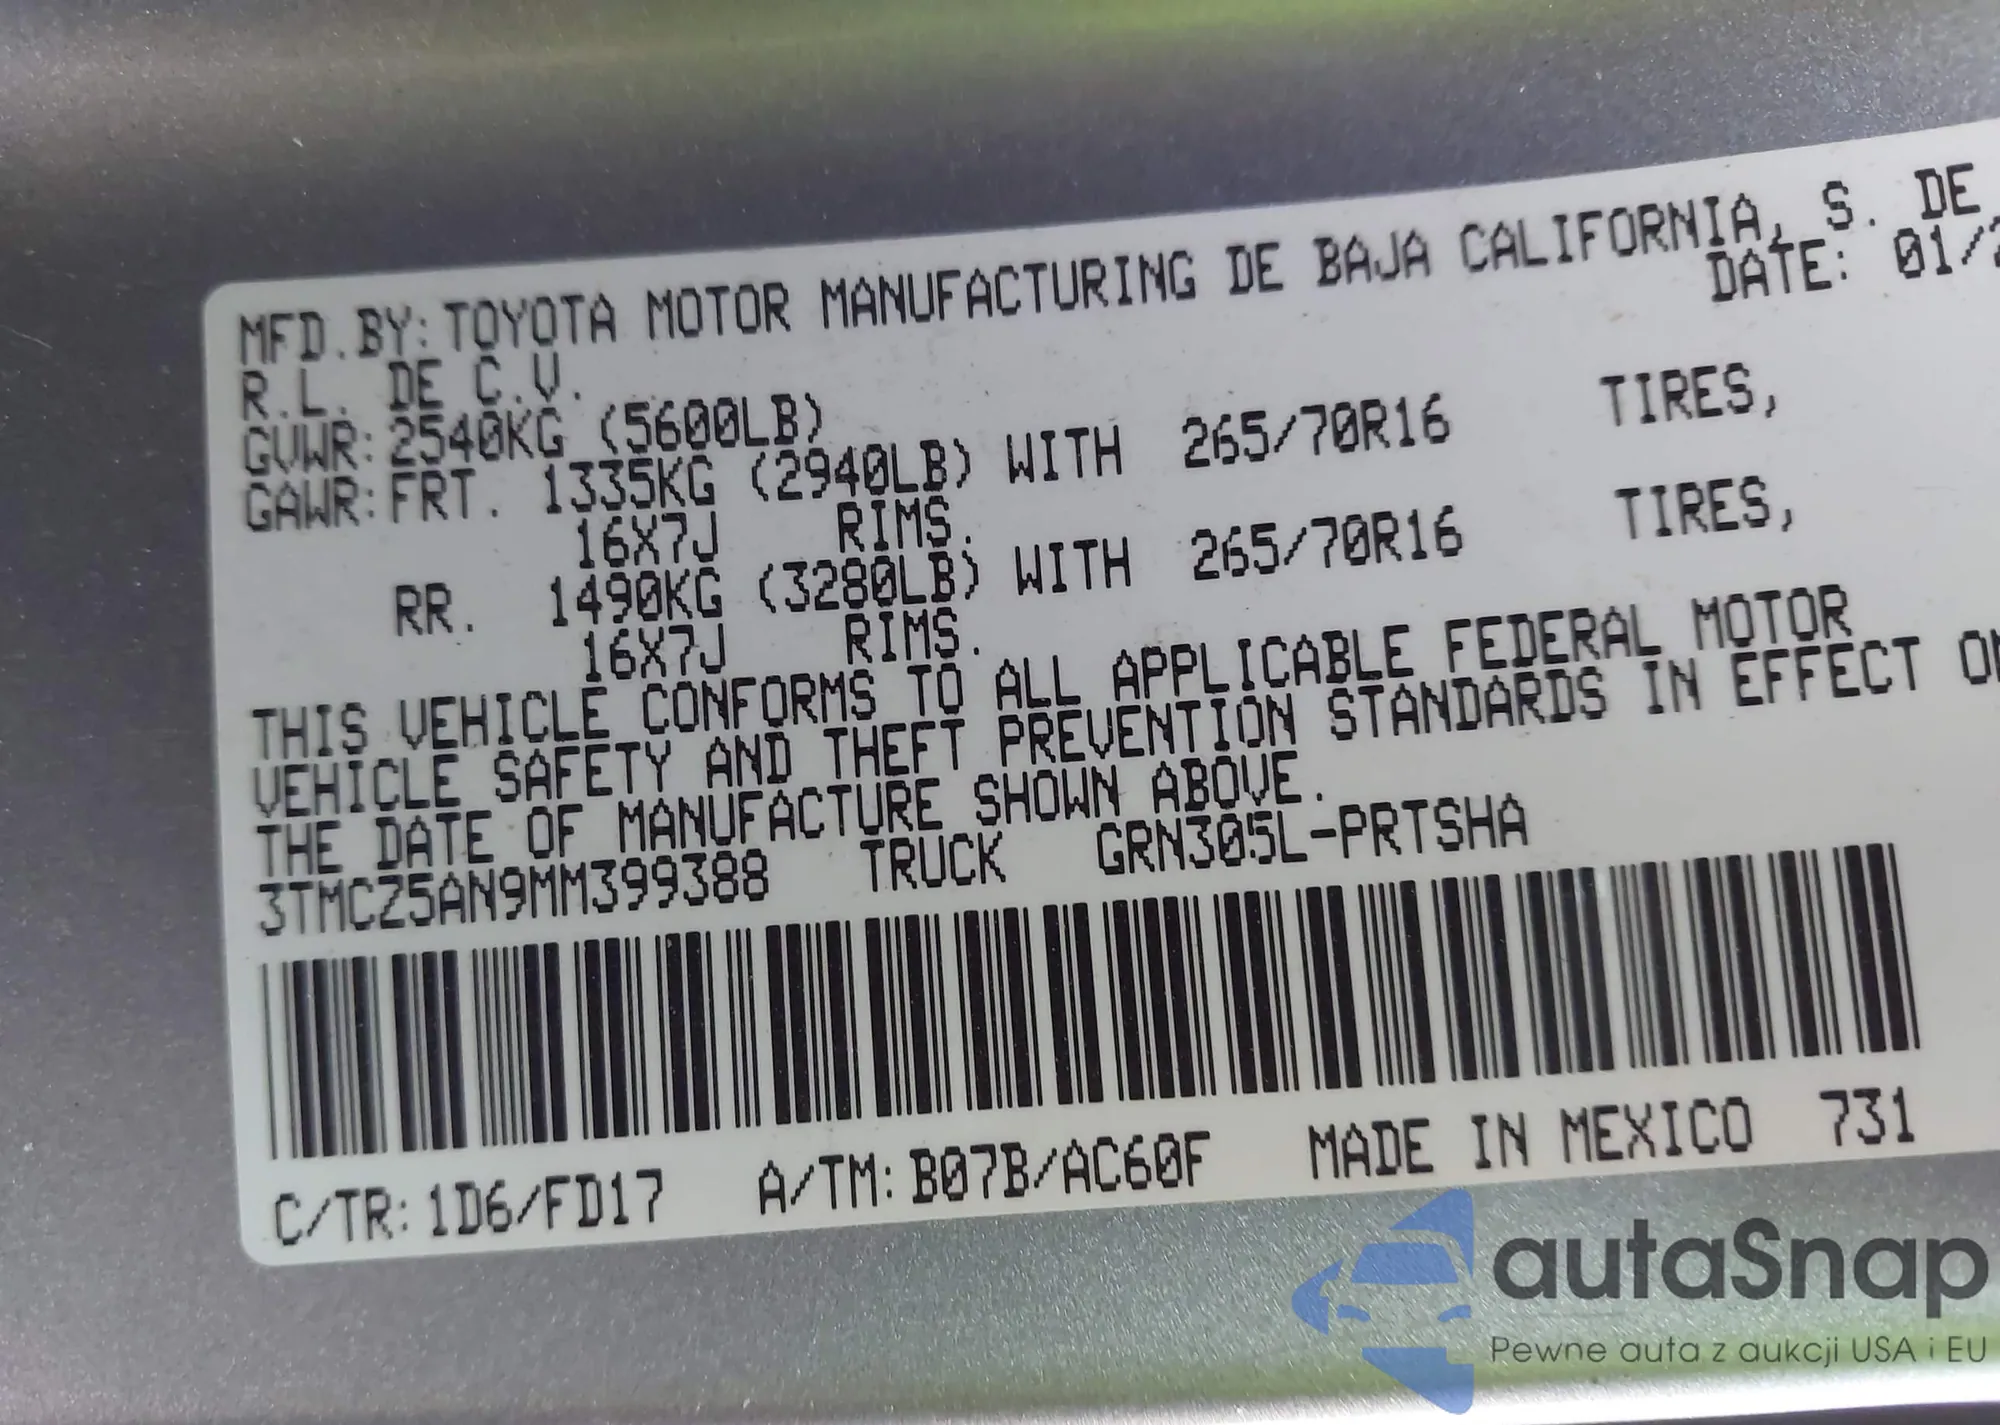 MFD.BY:TOYOTA MOTOR MANUFACTURING DE BAJA CALIFORNIA, S. DE
R.L. DE C.V. DATE: 01/2
GVWR:2540KG (5600LB)
GAWR:FRT. 1335KG (2940LB) WITH 265/70R16 TIRES,
16X7J RIMS.
RR. 1490KG (3280LB) WITH 265/70R16 TIRES,
16X7J RIMS.
THIS VEHICLE CONFORMS TO ALL APPLICABLE FEDERAL MOTOR
VEHICLE SAFETY AND THEFT PREVENTION STANDARDS IN EFFECT ON
THE DATE OF MANUFACTURE SHOWN ABOVE.
3TMCZ5AN9MM399388 TRUCK GRN305L-PRTSHA
C/TR:1D6/FD17 A/TM:B07B/AC60F MADE IN MEXICO 731
autaSnap
Pewne auta z aukcji USA i EU